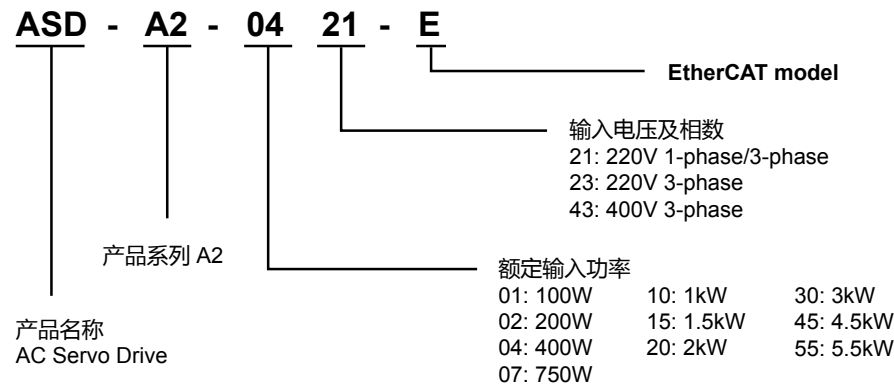 ASD - A2 - 04 21 - E
EtherCAT model
输入电压及相数
21: 220V 1-phase/3-phase
23: 220V 3-phase
43: 400V 3-phase
产品系列 A2
额定输入功率
01: 100W 10: 1kW 30: 3kW
02: 200W 15: 1.5kW 45: 4.5kW
04: 400W 20: 2kW 55: 5.5kW
07: 750W
产品名称
AC Servo Drive